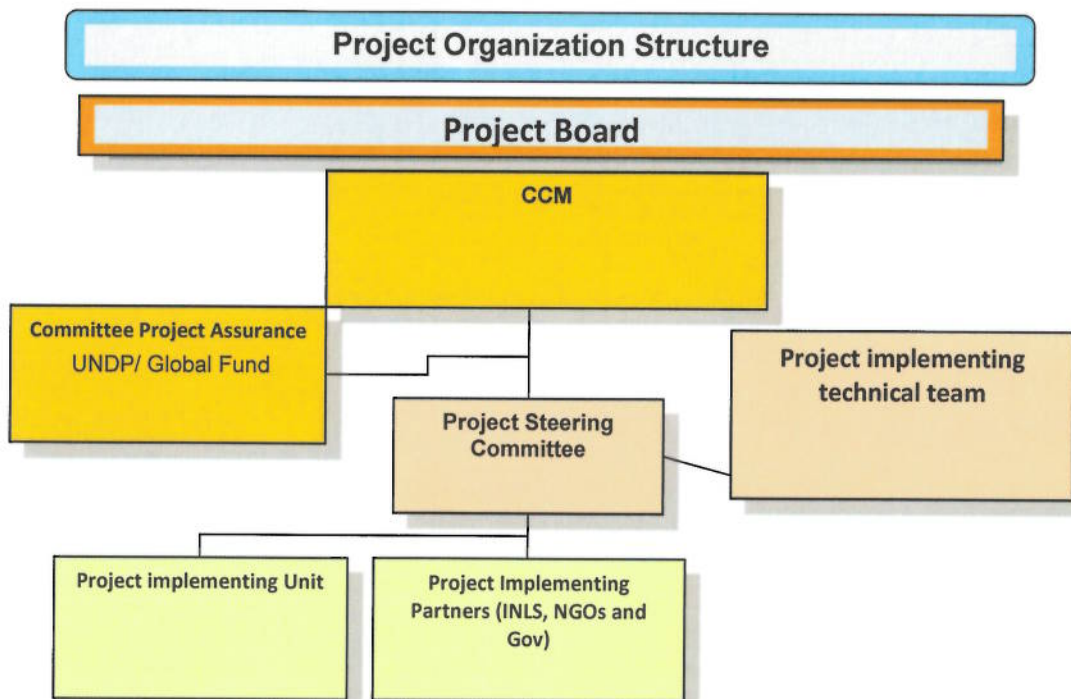 Project Organization Structure
Project Board
CCM
Committee Project Assurance
UNDP/ Global Fund
Project implementing
technical team
Project Steering
Committee
Project implementing Unit
Project Implementing
Partners (INLS, NGOs and
Gov)